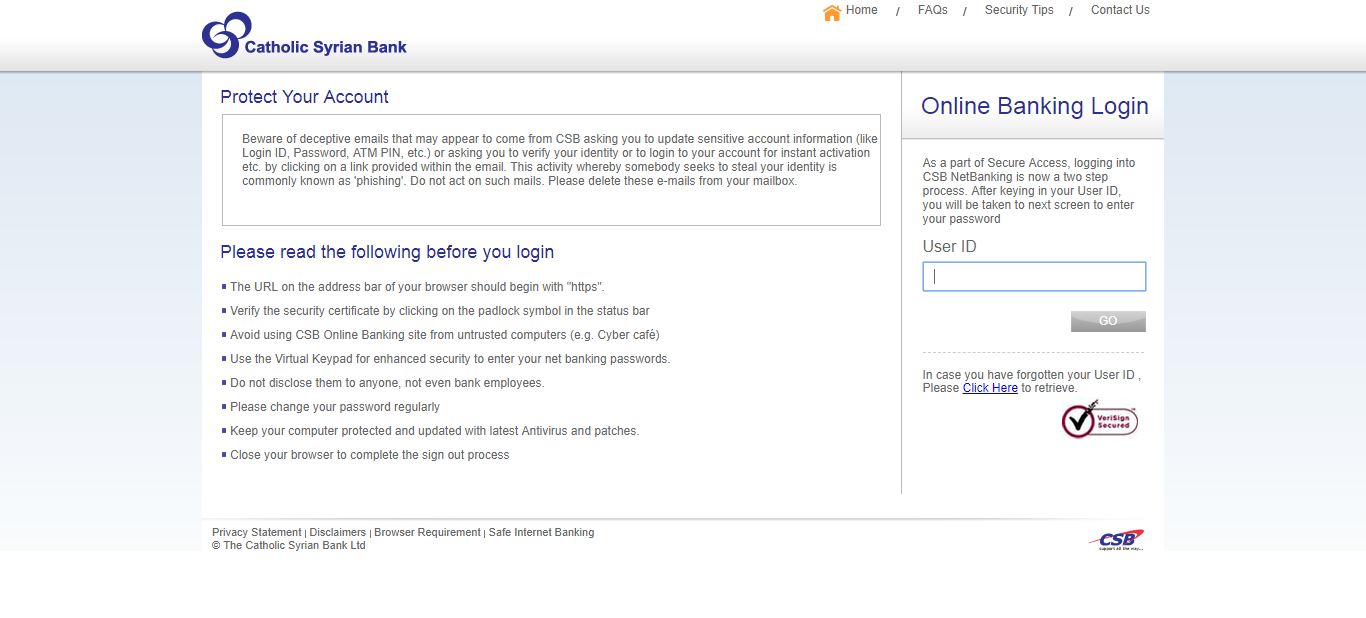 Home / FAQs / Security Tips / Contact Us
Catholic Syrian Bank
Protect Your Account
Beware of deceptive emails that may appear to come from CSB asking you to update sensitive account information (like
Login ID, Password, ATM PIN, etc.) or asking you to verify your identity or to login to your account for instant activation
etc. by clicking on a link provided within the email. This activity whereby somebody seeks to steal your identity is
commonly known as 'phishing'. Do not act on such mails. Please delete these e-mails from your mailbox.
Please read the following before you login
The URL on the address bar of your browser should begin with "https".
Verify the security certificate by clicking on the padlock symbol in the status bar
Avoid using CSB Online Banking site from untrusted computers (e.g. Cyber café)
Use the Virtual Keypad for enhanced security to enter your net banking passwords.
Do not disclose them to anyone, not even bank employees.
Please change your password regularly
Keep your computer protected and updated with latest Antivirus and patches.
Close your browser to complete the sign out process
Online Banking Login
As a part of Secure Access, logging into
CSB NetBanking is now a two step
process. After keying in your User ID,
you will be taken to next screen to enter
your password
User ID
GO
In case you have forgotten your User ID ,
Please Click Here to retrieve.
VeriSign
Secured
Privacy Statement | Disclaimers | Browser Requirement | Safe Internet Banking
© The Catholic Syrian Bank Ltd
CSB
support all the way...